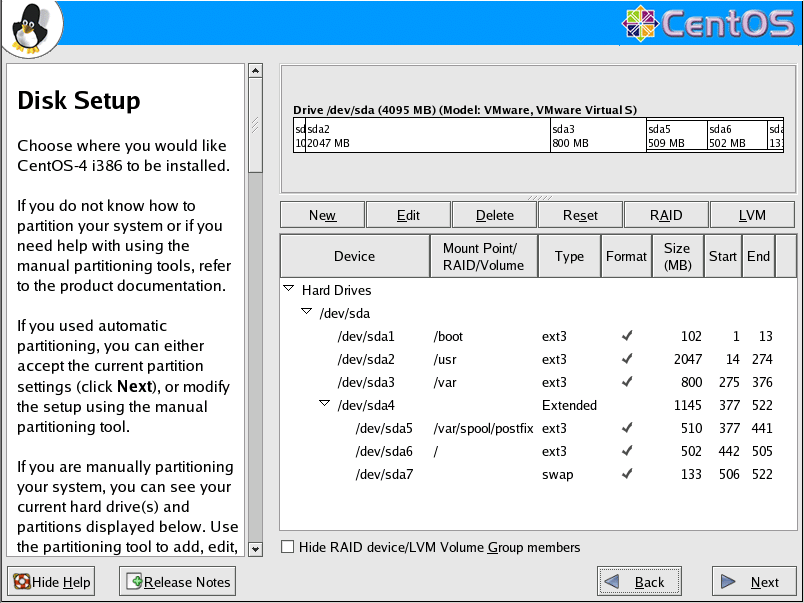 CentOS
Disk Setup
Choose where you would like
CentOS-4 i386 to be installed.
If you do not know how to
partition your system or if you
need help with using the
manual partitioning tools, refer
to the product documentation.
If you used automatic
partitioning, you can either
accept the current partition
settings (click Next), or modify
the setup using the manual
partitioning tool.
If you are manually partitioning
your system, you can see your
current hard drive(s) and
partitions displayed below. Use
the partitioning tool to add, edit,
Drive /dev/sda (4095 MB) (Model: VMware, VMware Virtual S)
sd sda2 sda3 sda5 sda6 sda
10 2047 MB 800 MB 509 MB 502 MB 13
New Edit Delete Reset RAID LVM
Device Mount Point/ RAID/Volume Type Format Size (MB) Start End
Hard Drives
/dev/sda
/dev/sda1 /boot ext3 102 1 13
/dev/sda2 /usr ext3 2047 14 274
/dev/sda3 /var ext3 800 275 376
/dev/sda4 Extended 1145 377 522
/dev/sda5 /var/spool/postfix ext3 510 377 441
/dev/sda6 / ext3 502 442 505
/dev/sda7 swap 133 506 522
Hide RAID device/LVM Volume Group members
Hide Help Release Notes Back Next